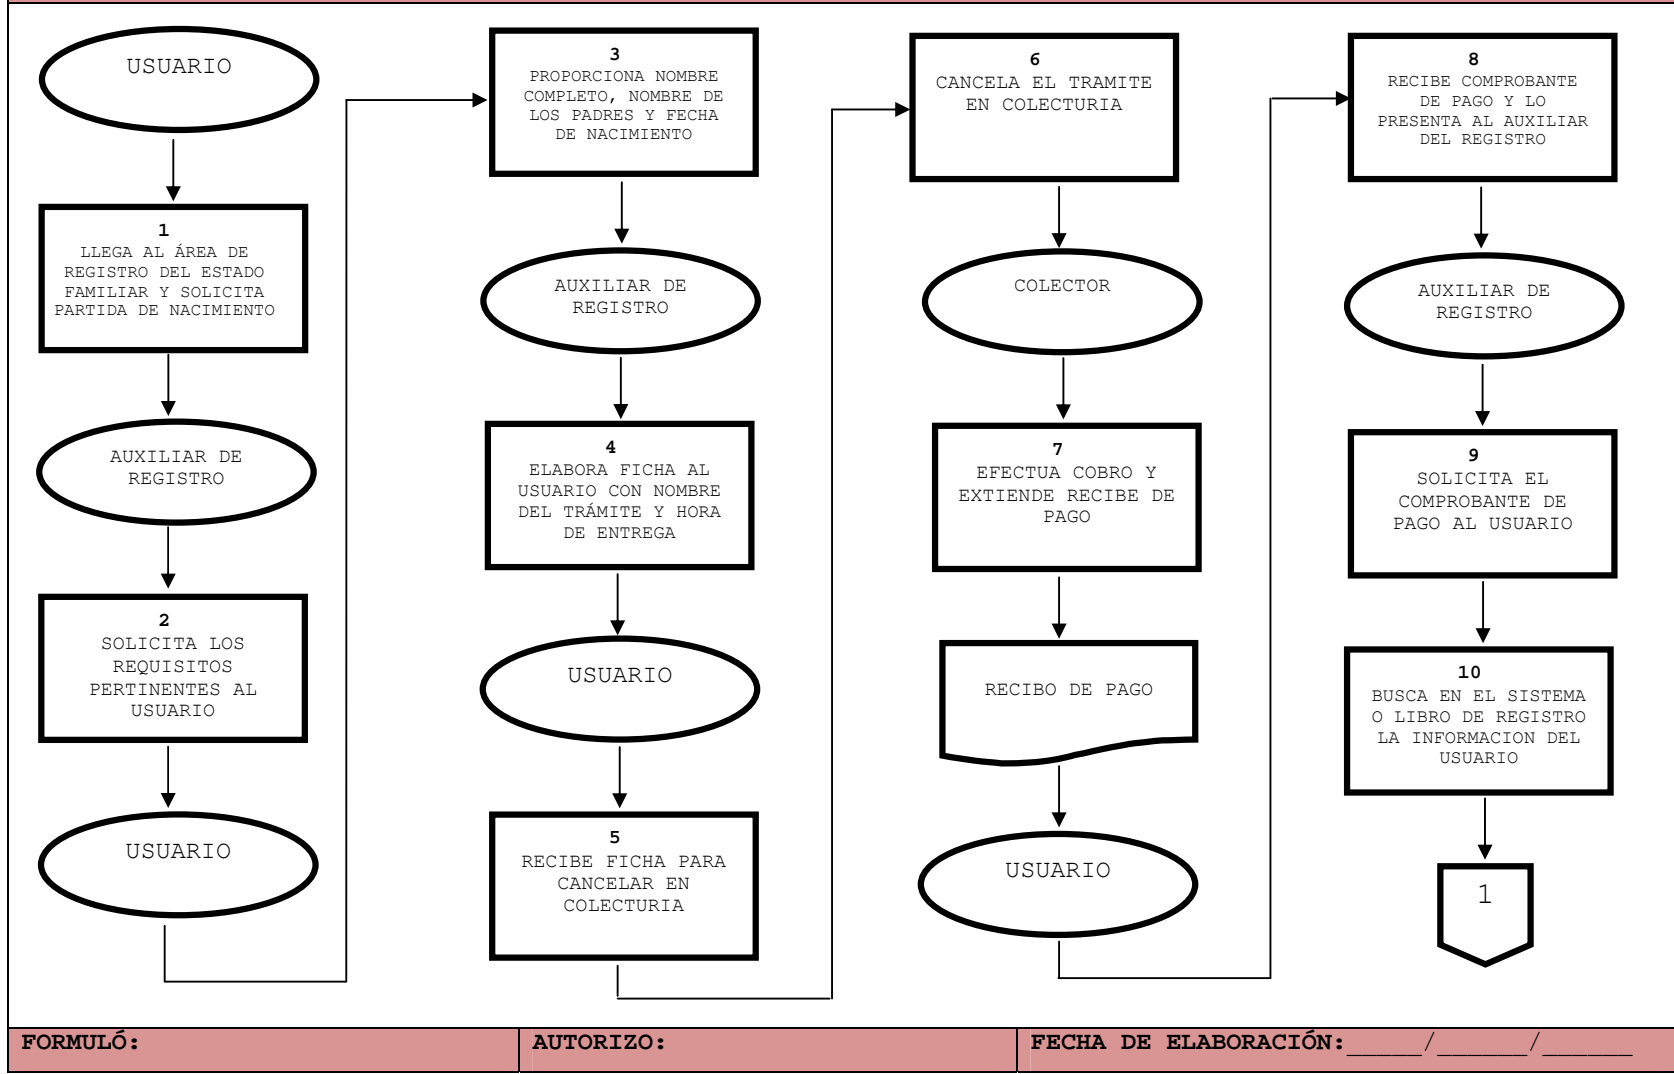 USUARIO
1
LLEGA AL ÁREA DE
REGISTRO DEL ESTADO
FAMILIAR Y SOLICITA
PARTIDA DE NACIMIENTO
AUXILIAR DE
REGISTRO
2
SOLICITA LOS
REQUISITOS
PERTINENTES AL
USUARIO
USUARIO
3
PROPORCIONA NOMBRE
COMPLETO, NOMBRE DE
LOS PADRES Y FECHA
DE NACIMIENTO
AUXILIAR DE
REGISTRO
4
ELABORA FICHA AL
USUARIO CON NOMBRE
DEL TRÁMITE Y HORA
DE ENTREGA
USUARIO
5
RECIBE FICHA PARA
CANCELAR EN
COLECTURIA
6
CANCELA EL TRAMITE
EN COLECTURIA
COLECTOR
7
EFECTUA COBRO Y
EXTIENDE RECIBE DE
PAGO
RECIBO DE PAGO
USUARIO
8
RECIBE COMPROBANTE
DE PAGO Y LO
PRESENTA AL AUXILIAR
DEL REGISTRO
AUXILIAR DE
REGISTRO
9
SOLICITA EL
COMPROBANTE DE
PAGO AL USUARIO
10
BUSCA EN EL SISTEMA
O LIBRO DE REGISTRO
LA INFORMACION DEL
USUARIO
1
FORMULÓ:
AUTORIZO:
FECHA DE ELABORACIÓN:_____/______/______